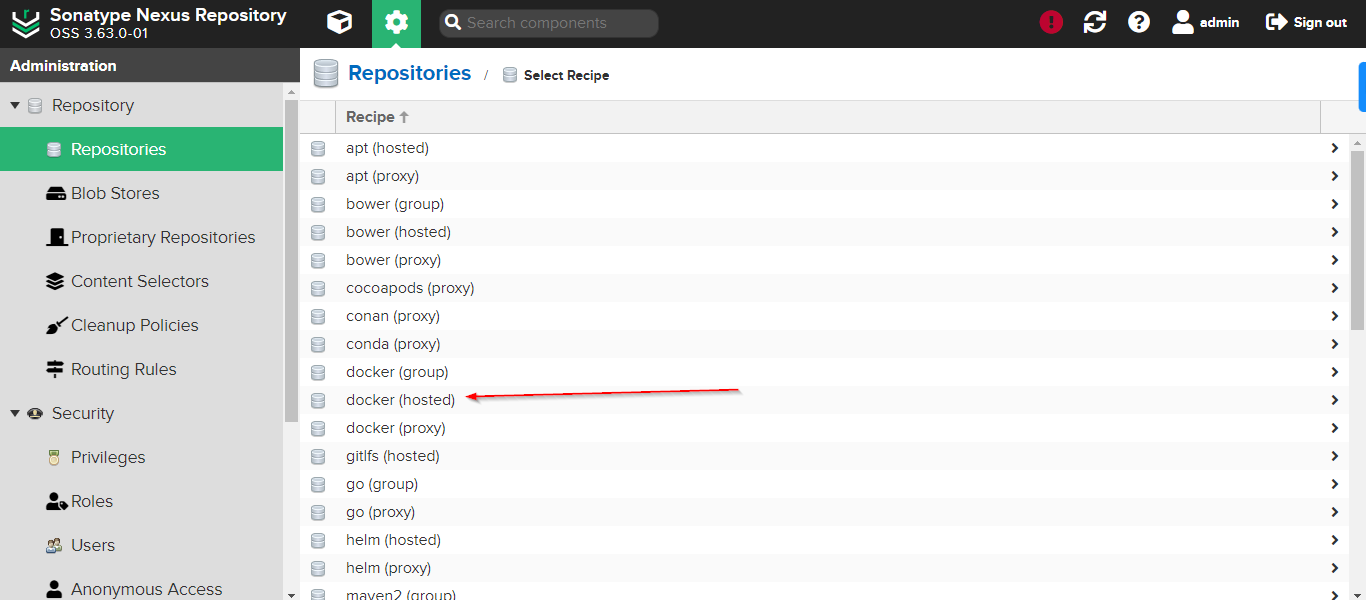 Sonatype Nexus Repository
OSS 3.63.0-01
Search components
admin
Sign out
Administration
Repository
Repositories
Blob Stores
Proprietary Repositories
Content Selectors
Cleanup Policies
Routing Rules
Security
Privileges
Roles
Users
Anonymous Access
Repositories / Select Recipe
Recipe
apt (hosted)
apt (proxy)
bower (group)
bower (hosted)
bower (proxy)
cocoapods (proxy)
conan (proxy)
conda (proxy)
docker (group)
docker (hosted)
docker (proxy)
gitlfs (hosted)
go (group)
go (proxy)
helm (hosted)
helm (proxy)
maven2 (group)